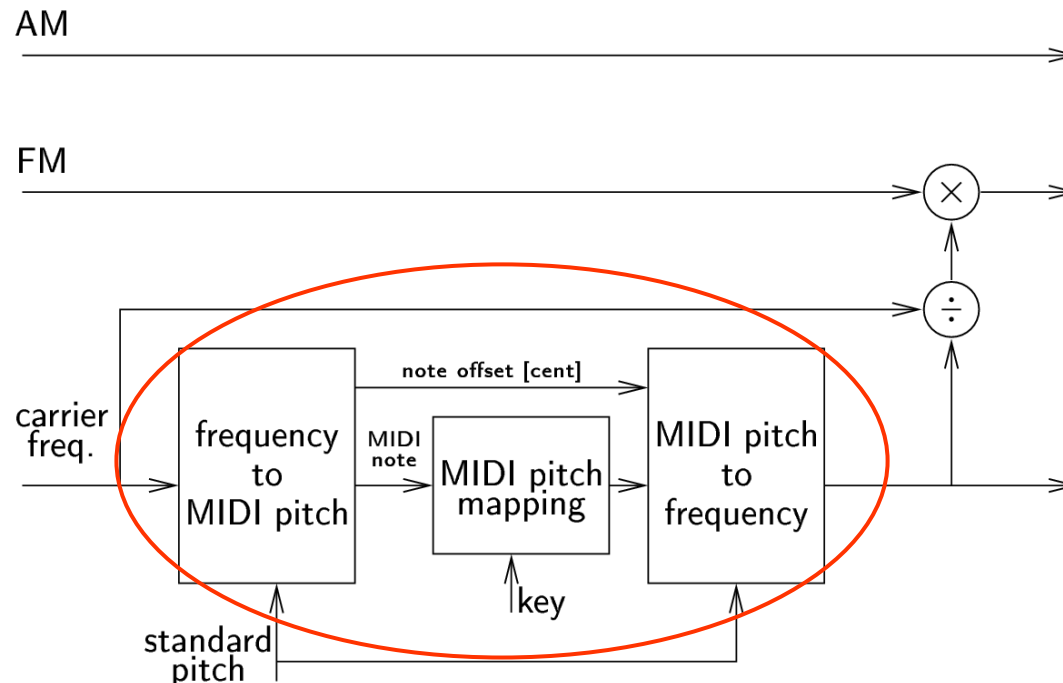 AM
FM
note offset [cent]
carrier
freq.
frequency
to
MIDI pitch
MIDI
note
MIDI pitch
mapping
MIDI pitch
to
frequency
key
standard
pitch
×
÷